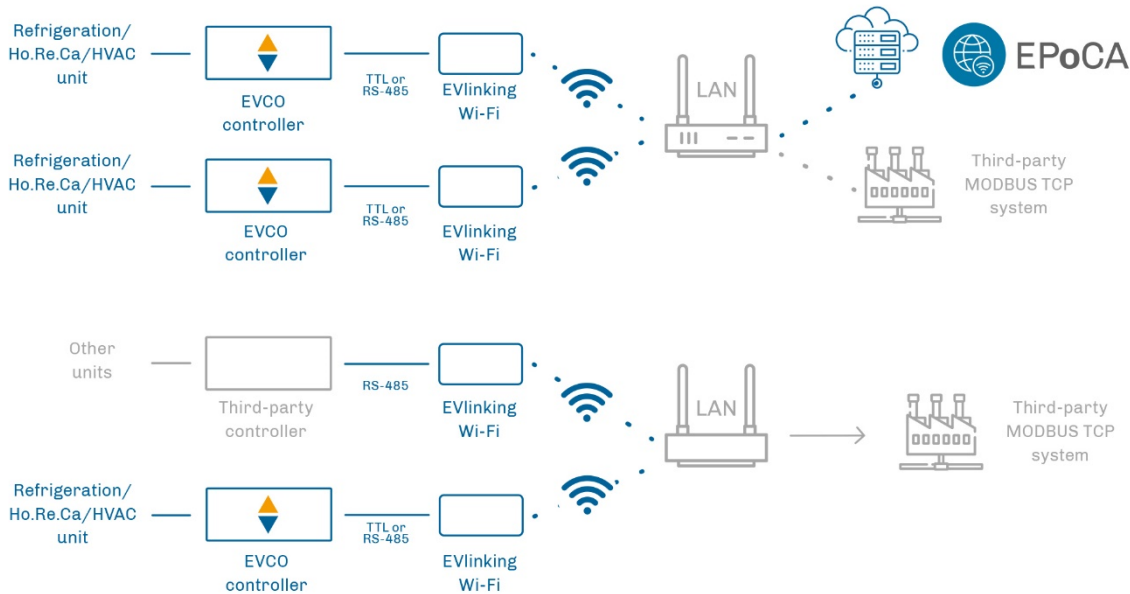 Refrigeration/
Ho.Re.Ca/HVAC
unit
EVCO
controller
TTL or
RS-485
EVlinking
Wi-Fi
LAN
EPoCA
Refrigeration/
Ho.Re.Ca/HVAC
unit
EVCO
controller
TTL or
RS-485
EVlinking
Wi-Fi
Third-party
MODBUS TCP
system
Other
units
Third-party
controller
RS-485
EVlinking
Wi-Fi
LAN
Third-party
MODBUS TCP
system
Refrigeration/
Ho.Re.Ca/HVAC
unit
EVCO
controller
TTL or
RS-485
EVlinking
Wi-Fi